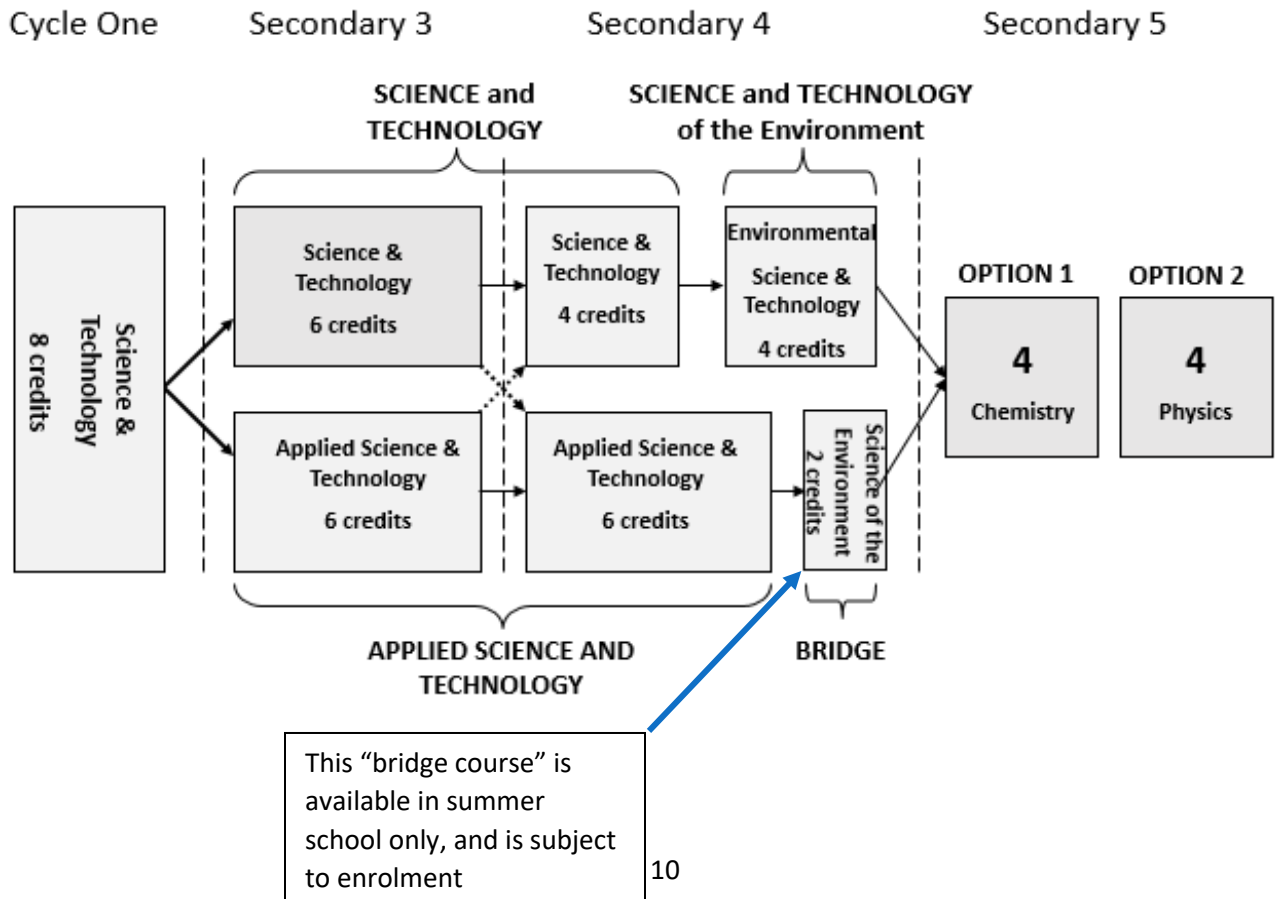 Cycle One
Secondary 3
Secondary 4
Secondary 5
SCIENCE and
TECHNOLOGY
SCIENCE and TECHNOLOGY
of the Environment
Science &
Technology
8 credits
Science &
Technology
6 credits
Science &
Technology
4 credits
Environmental
Science &
Technology
4 credits
OPTION 1
4
Chemistry
OPTION 2
4
Physics
Applied Science &
Technology
6 credits
Applied Science &
Technology
6 credits
Science of the
Environment
2 credits
APPLIED SCIENCE AND
TECHNOLOGY
BRIDGE
This “bridge course” is
available in summer
school only, and is subject
to enrolment
10